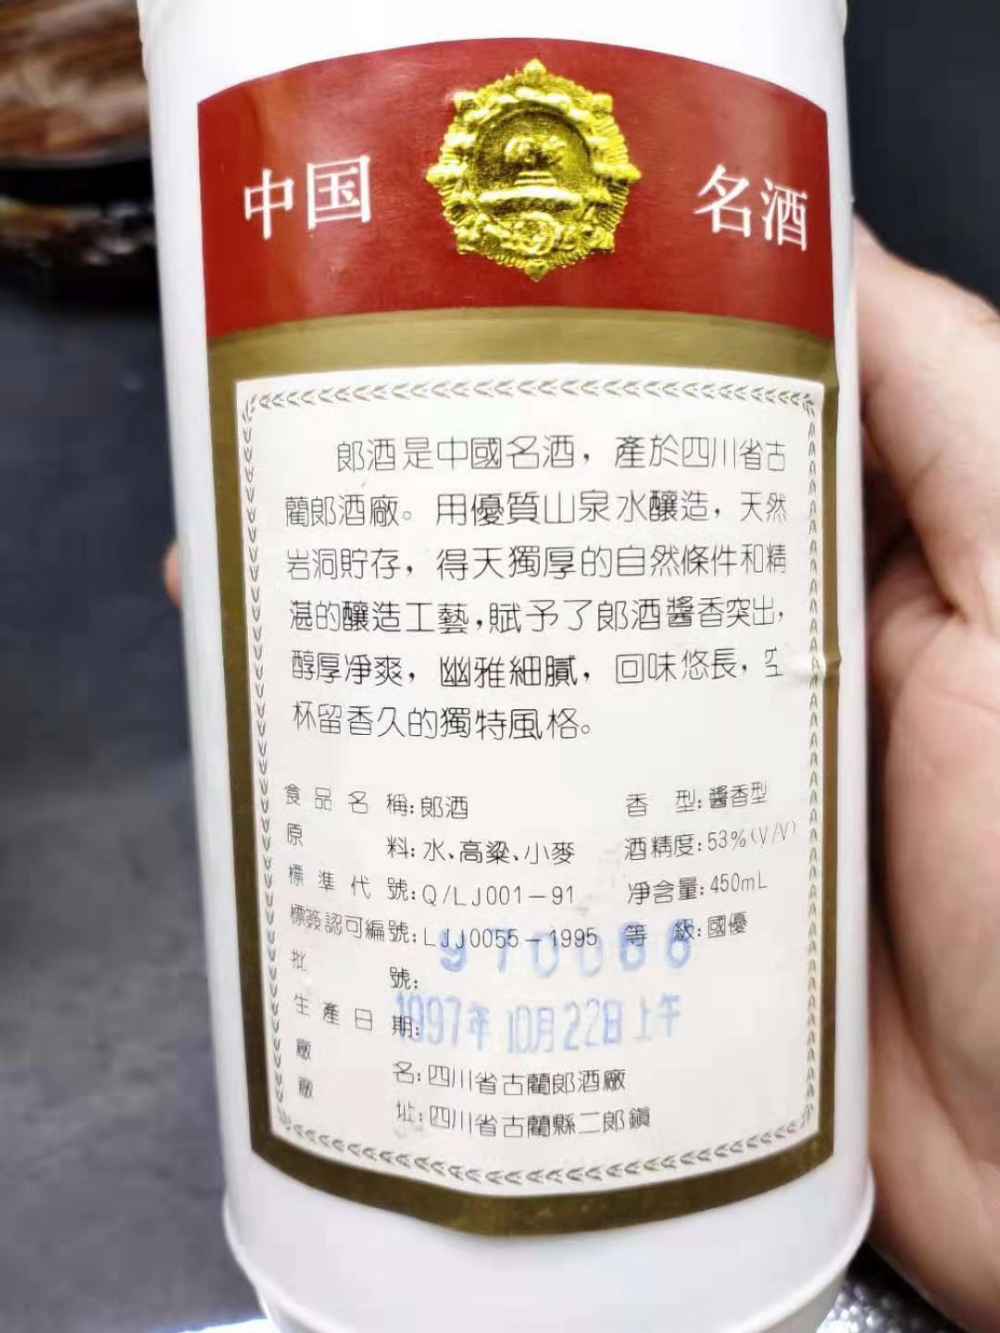 中国 名酒
郎酒是中國名酒，產於四川省古
藺郎酒廠。用優質山泉水釀造，天然
岩洞貯存，得天獨厚的自然條件和精
湛的釀造工藝，賦予了郎酒醬香突出，
醇厚凈爽，幽雅細膩，回味悠長，空
杯留香久的獨特風格。
食品名稱：郎酒 香型：醬香型
原料：水、高粱、小麥 酒精度：53%(V/V)
標準代號：Q/LJ001-91 净含量：450mL
標簽認可編號：LJJ0055-1995 等級：國優
批號：
生產日期：1997年10月22日上午
廠名：四川省古藺郎酒廠
廠址：四川省古藺縣二郎鎮